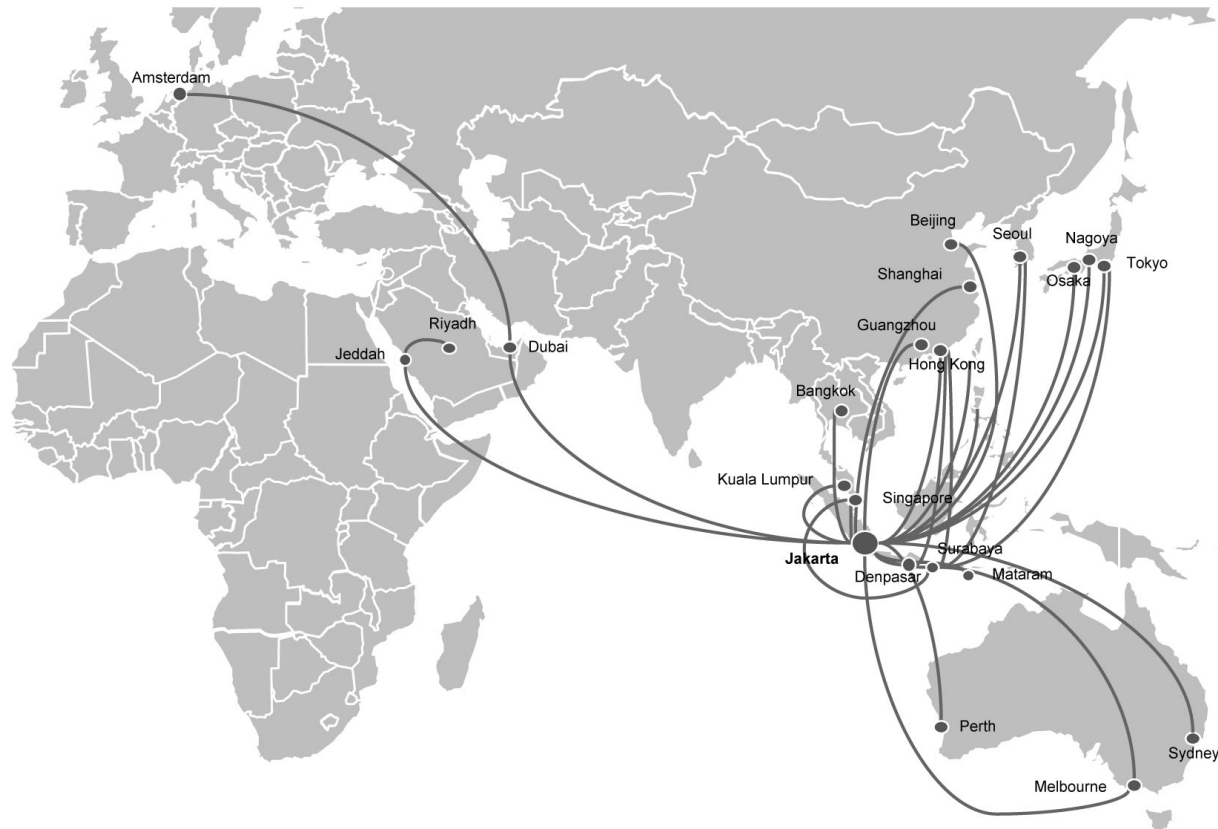 Amsterdam
Beijing
Seoul
Nagoya
Tokyo
Osaka
Shanghai
Guangzhou
Riyadh
Dubai
Jeddah
Hong Kong
Bangkok
Kuala Lumpur
Singapore
Jakarta
Surabaya
Denpasar
Mataram
Perth
Sydney
Melbourne